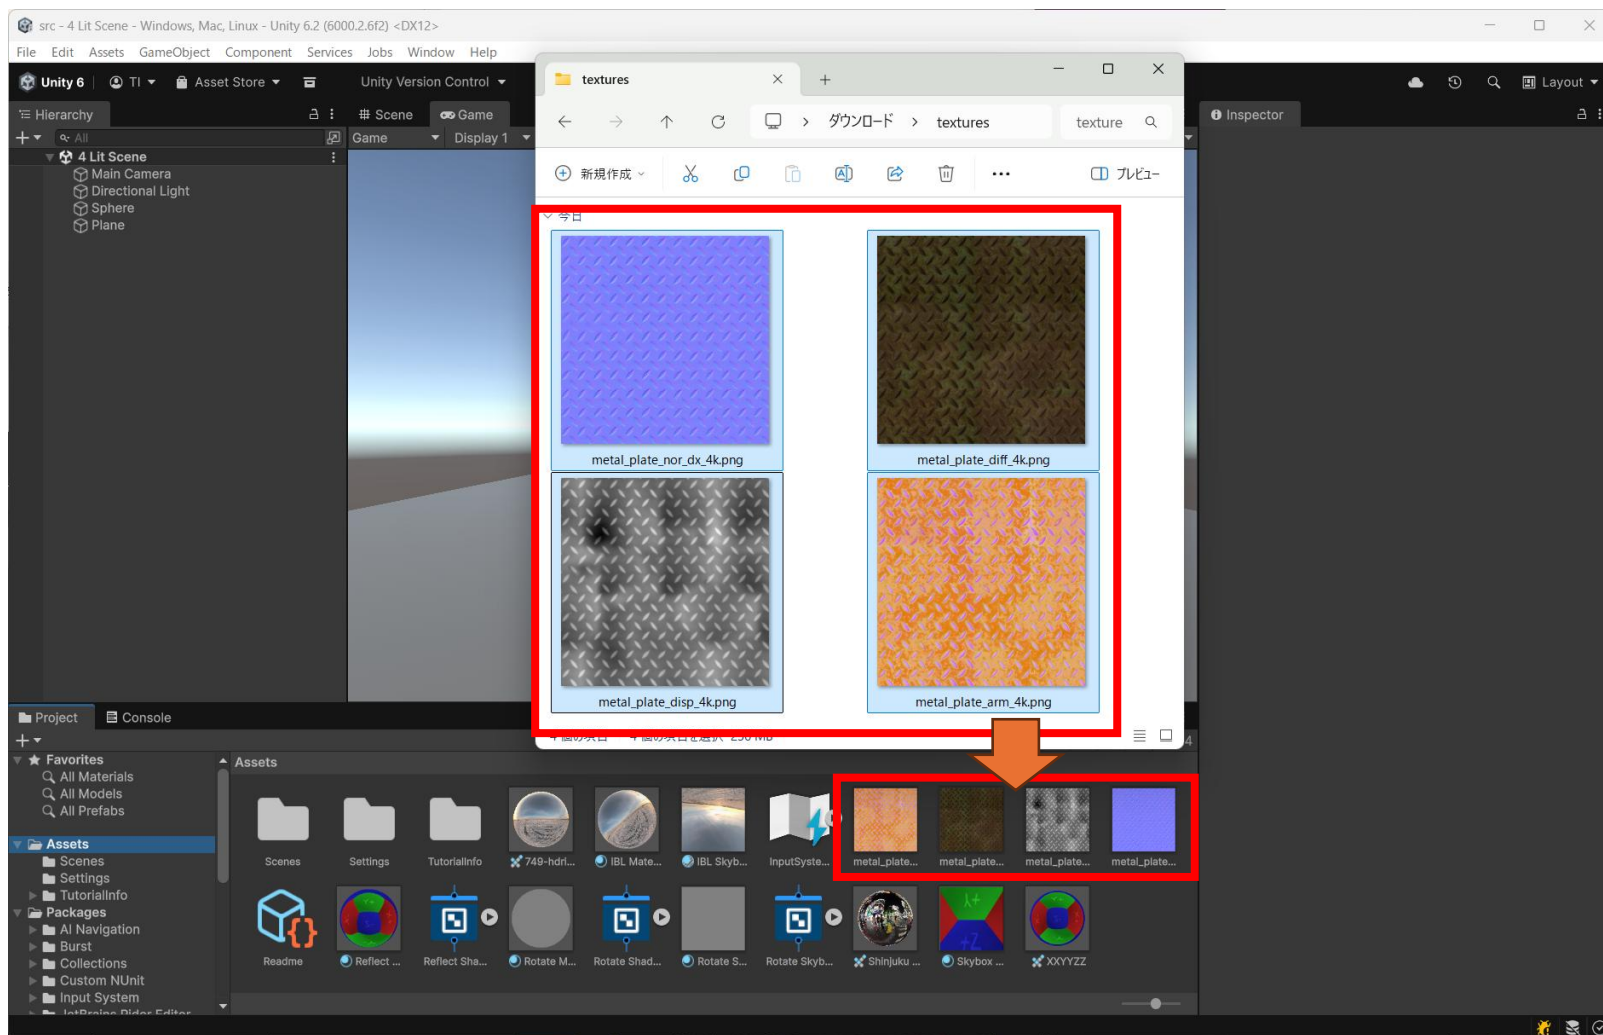 src - 4 Lit Scene - Windows, Mac, Linux - Unity 6.2 (6000.2.6f2) <DX12>
File Edit Assets GameObject Component Services Jobs Window Help
Unity 6 TI Asset Store Unity Version Control Layout
textures
ダウンロード > textures texture
新規作成 プレビュー
Hierarchy
All
4 Lit Scene
Main Camera
Directional Light
Sphere
Plane
Scene Game
Game Display 1
Inspector
今日
metal_plate_nor_dx_4k.png metal_plate_diff_4k.png
metal_plate_disp_4k.png metal_plate_arm_4k.png
Project Console
Favorites
All Materials
All Models
All Prefabs
Assets
Scenes
Settings
TutorialInfo
Packages
AI Navigation
Burst
Collections
Custom NUnit
Input System
JetBrains Rider Editor
Assets
Scenes Settings TutorialInfo 749-hdri... IBL Mate... IBL Skyb... InputSyste... metal_plate... metal_plate... metal_plate... metal_plate...
Readme Reflect ... Reflect Sha... Rotate M... Rotate Shad... Rotate S... Rotate Skyb... Shinjuku ... Skybox ... XXYYZZ